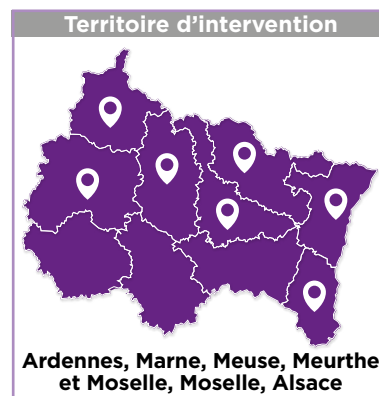 Territoire d'intervention
Ardennes, Marne, Meuse, Meurthe
et Moselle, Moselle, Alsace